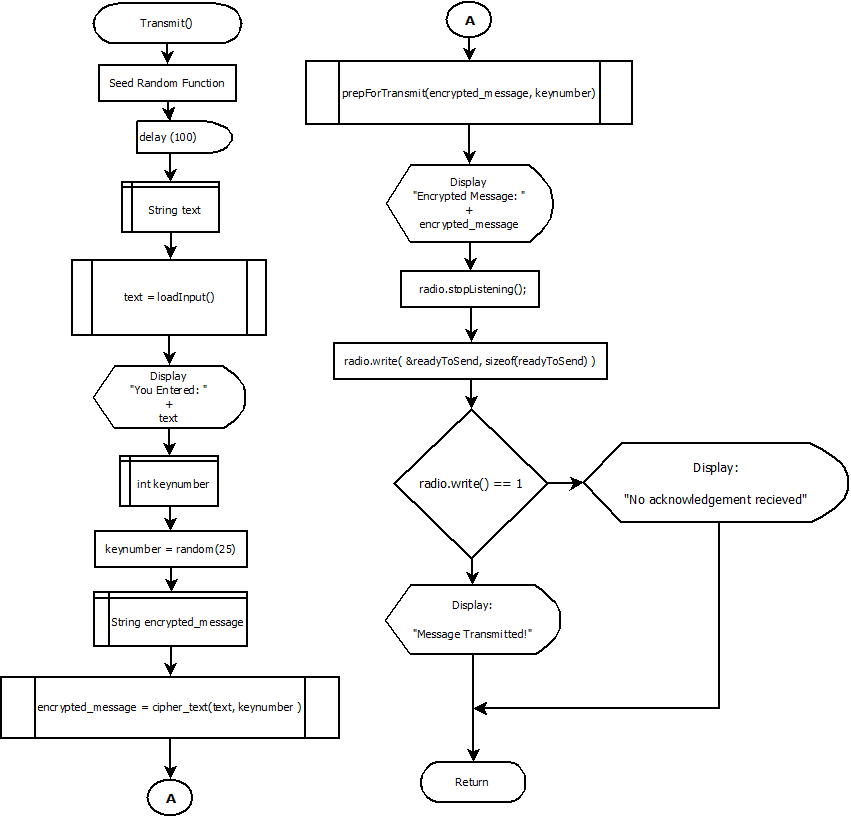 Transmit()
Seed Random Function
delay (100)
String text
text = loadInput()
Display
"You Entered: "
+
text
int keynumber
keynumber = random(25)
String encrypted_message
encrypted_message = cipher_text(text, keynumber )
A
A
prepForTransmit(encrypted_message, keynumber)
Display
"Encrypted Message: "
+
encrypted_message
radio.stopListening();
radio.write( &readyToSend, sizeof(readyToSend) )
radio.write() == 1
Display:
"No acknowledgement recieved"
Display:
"Message Transmitted!"
Return